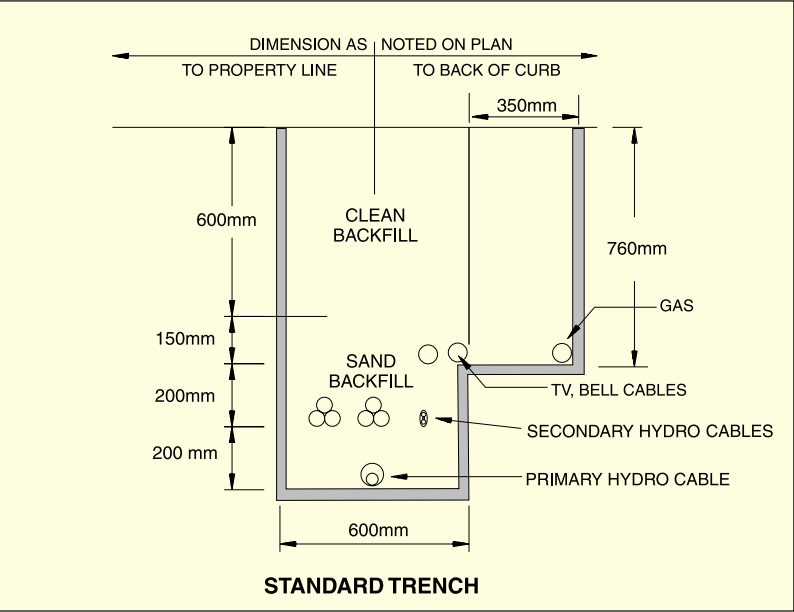 DIMENSION AS NOTED ON PLAN
TO PROPERTY LINE TO BACK OF CURB
350mm
600mm
CLEAN
BACKFILL
760mm
GAS
150mm
SAND
BACKFILL
TV, BELL CABLES
200mm
SECONDARY HYDRO CABLES
200 mm
PRIMARY HYDRO CABLE
600mm
STANDARD TRENCH